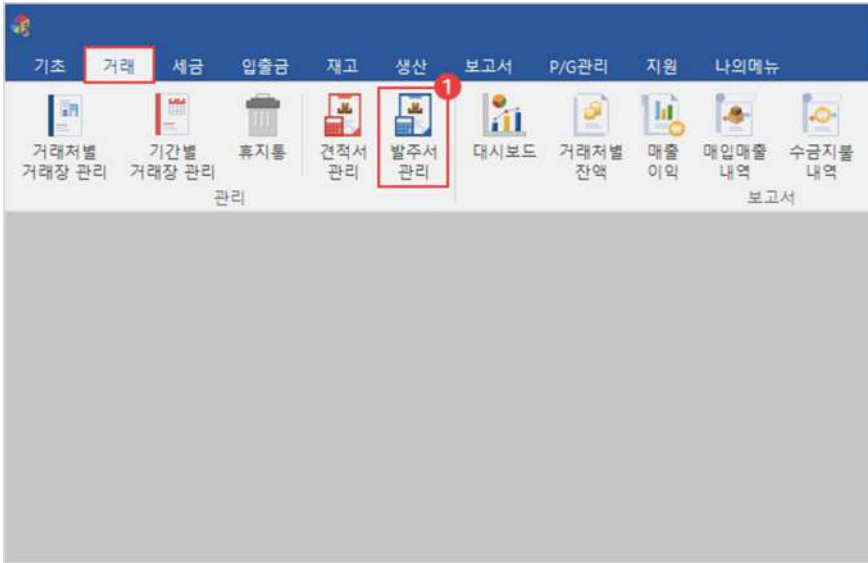 기초 거래 세금 입출금 재고 생산 보고서 P/G관리 지원 나의메뉴
1
거래처별 기간별 휴지통 견적서 발주서 대시보드 거래처별 매출 매입매출 수금지불
거래장 관리 거래장 관리 관리 관리 잔액 이익 내역 내역
관리 보고서